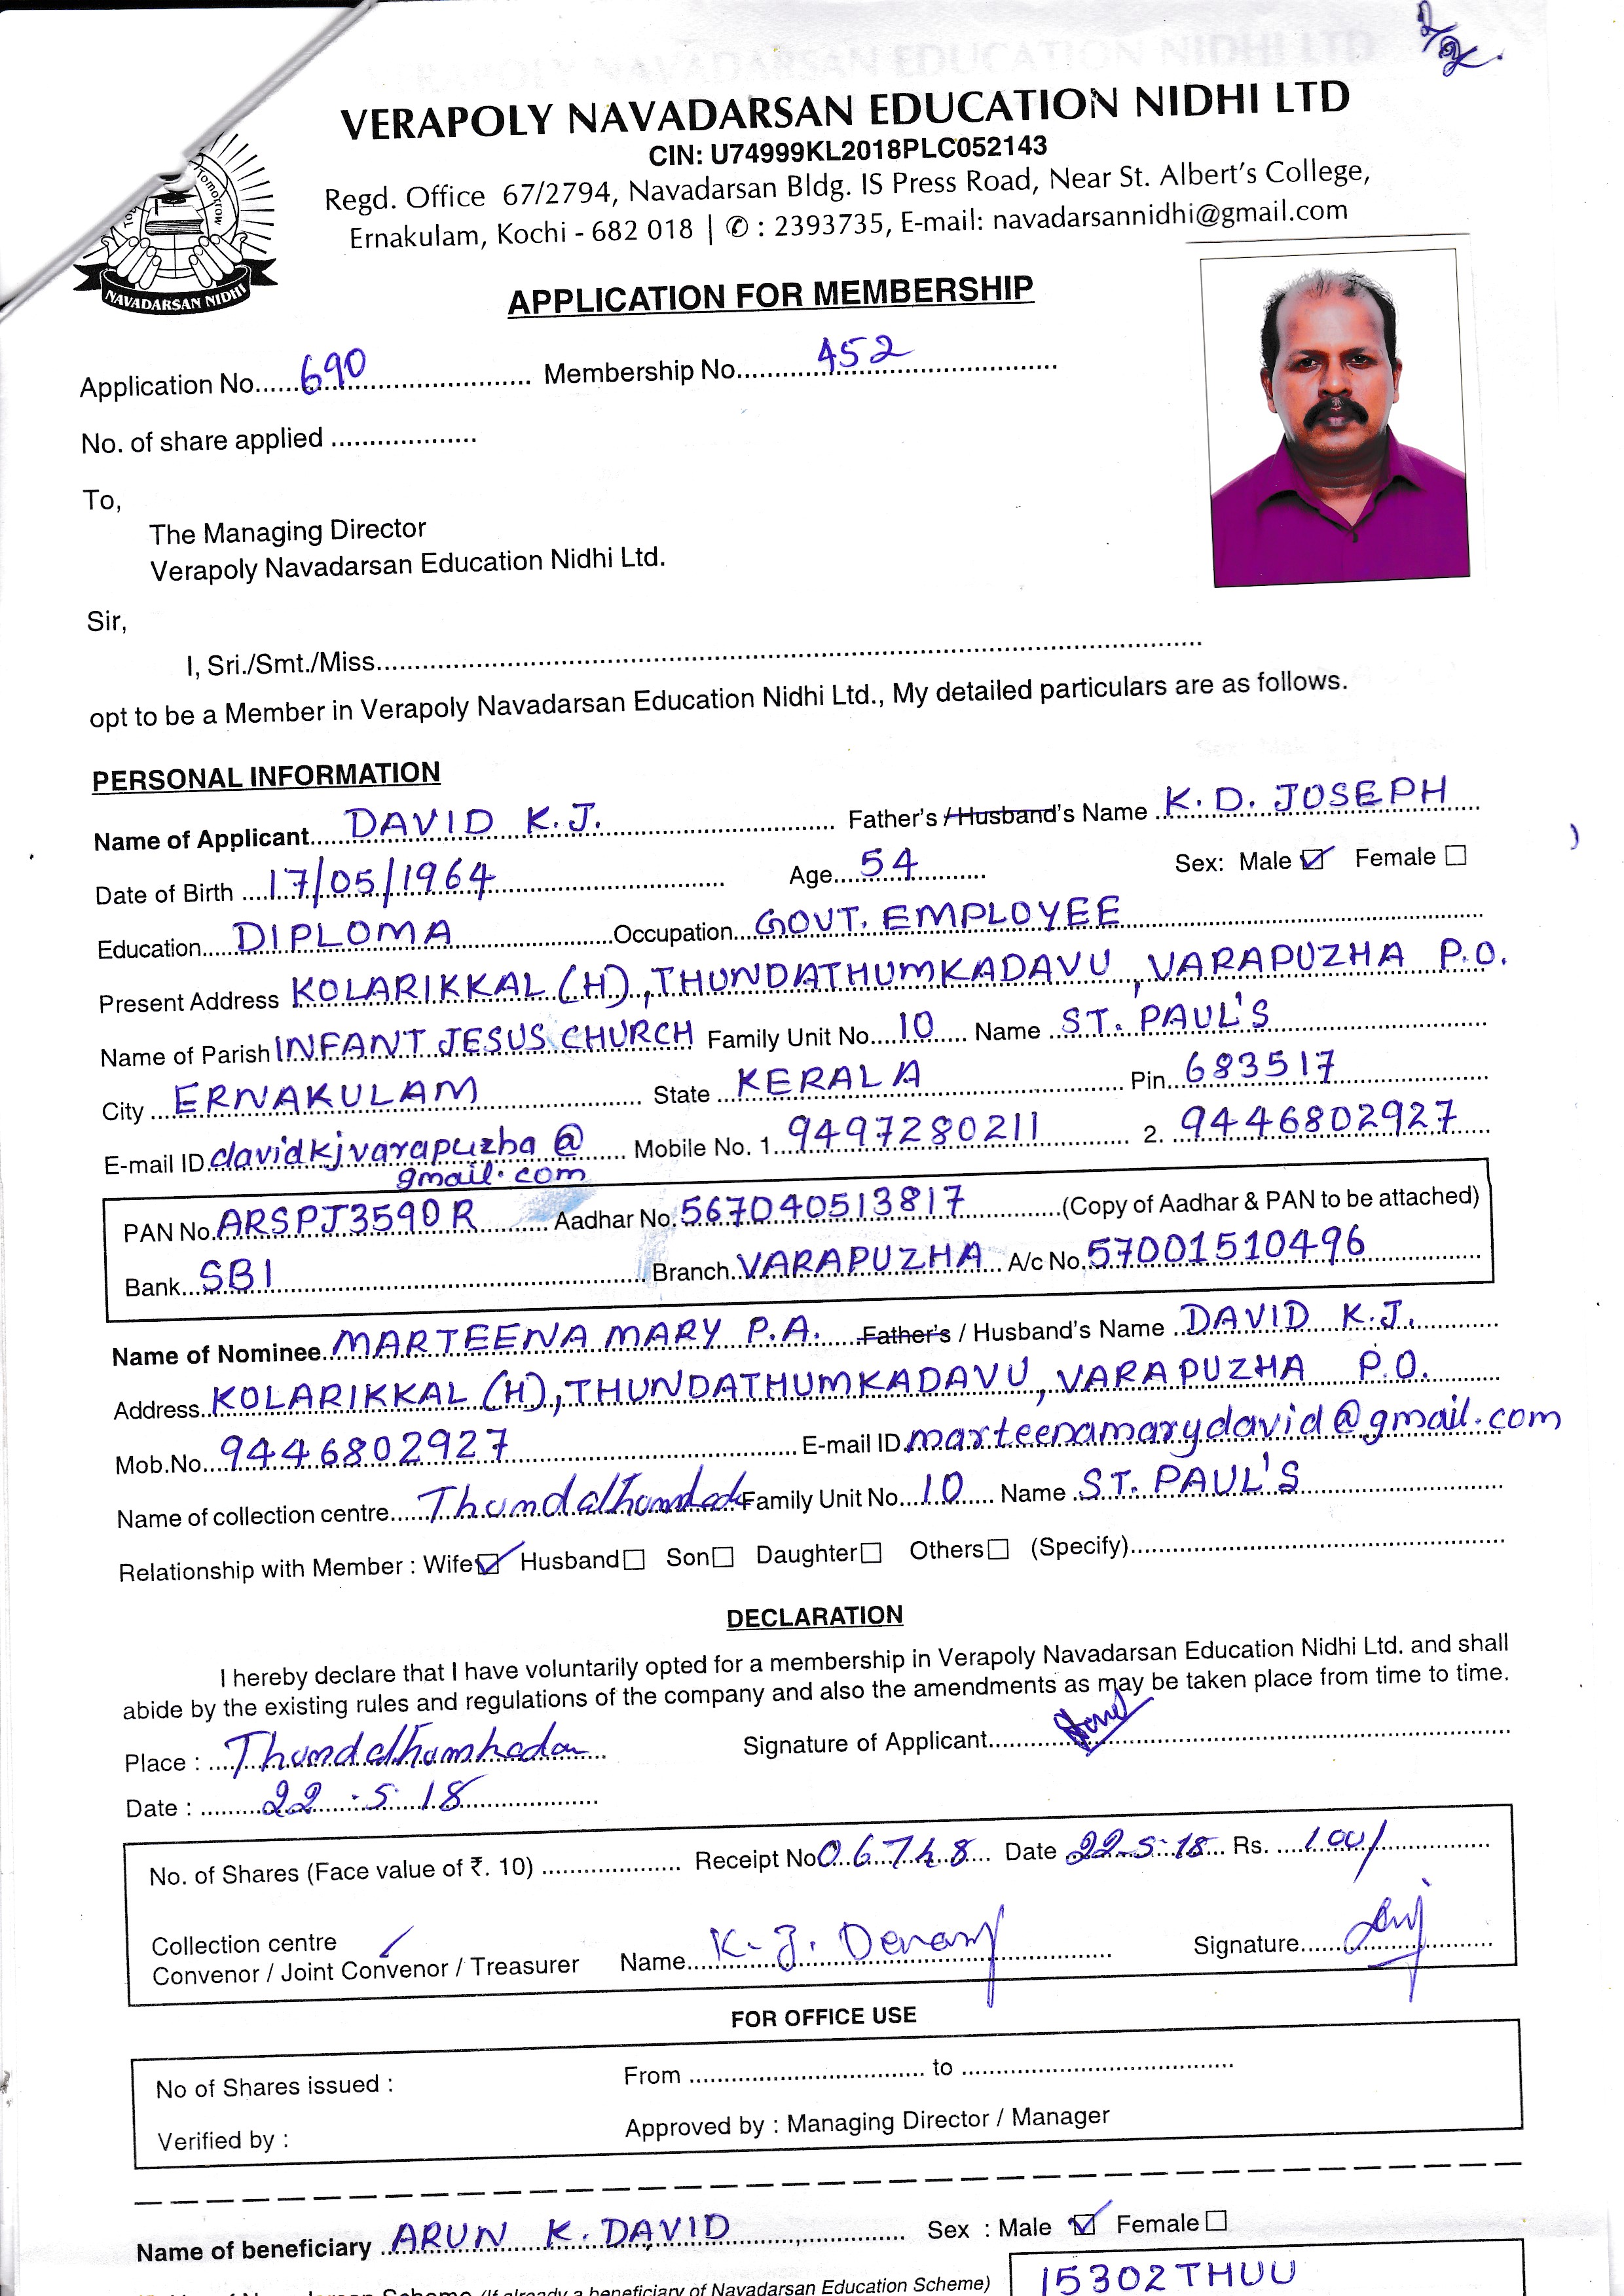 VERAPOLY NAVADARSAN EDUCATION NIDHI LTD
CIN: U74999KL2018PLC052143
Regd. Office 67/2794, Navadarsan Bldg. IS Press Road, Near St. Albert's College,
Ernakulam, Kochi - 682 018 | ✆ : 2393735, E-mail: navadarsannidhi@gmail.com
Tomorrow
NAVADARSAN NIDHI
APPLICATION FOR MEMBERSHIP
Application No. 690 Membership No. 452
No. of share applied
To,
The Managing Director
Verapoly Navadarsan Education Nidhi Ltd.
Sir,
I, Sri./Smt./Miss
opt to be a Member in Verapoly Navadarsan Education Nidhi Ltd., My detailed particulars are as follows.
PERSONAL INFORMATION
Name of Applicant DAVID K.J. Father's / Husband's Name K.D. JOSEPH
Date of Birth 17/05/1964 Age 54 Sex: Male ☑ Female ☐
Education DIPLOMA Occupation GOVT. EMPLOYEE
Present Address KOLARIKKAL (H), THUNDATHUMKADAVU, VARAPUZHA P.O.
Name of Parish INFANT JESUS CHURCH Family Unit No. 10 Name ST. PAUL'S
City ERNAKULAM State KERALA Pin 683517
E-mail ID davidkjvarapuzha@ Mobile No. 1. 9497280211 2. 9446802927
gmail.com
PAN No. ARSPJ3590R Aadhar No. 567040513817 (Copy of Aadhar & PAN to be attached)
Bank SBI Branch VARAPUZHA A/c No. 57001510496
Name of Nominee MARTEENA MARY P.A. Father's / Husband's Name DAVID K.J.
Address KOLARIKKAL (H), THUNDATHUMKADAVU, VARAPUZHA P.O.
Mob.No. 9446802927 E-mail ID marteenamarydavid@gmail.com
Name of collection centre Family Unit No. 10 Name ST. PAUL'S
Relationship with Member : Wife ☑ Husband ☐ Son ☐ Daughter ☐ Others ☐ (Specify)
DECLARATION
I hereby declare that I have voluntarily opted for a membership in Verapoly Navadarsan Education Nidhi Ltd. and shall
abide by the existing rules and regulations of the company and also the amendments as may be taken place from time to time.
Place : Signature of Applicant
Date : 22.5.18
No. of Shares (Face value of ₹. 10) Receipt No 06748 Date 22-5-18 Rs. 100/
Collection centre
Convenor / Joint Convenor / Treasurer Name K.J. Signature
FOR OFFICE USE
No of Shares issued : From to
Verified by : Approved by : Managing Director / Manager
Name of beneficiary ARUN K. DAVID Sex : Male ☑ Female ☐
(If already a beneficiary of Navadarsan Education Scheme) 15302THUU